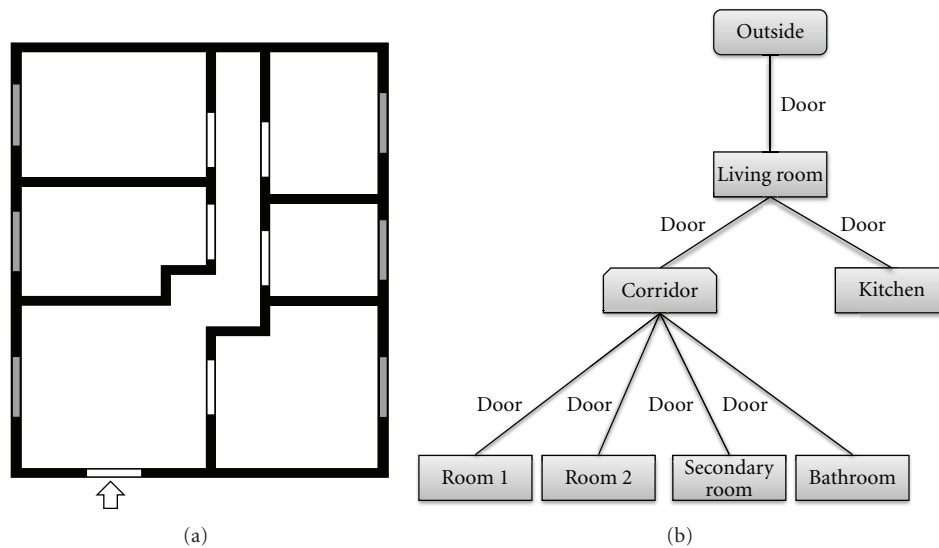 Outside
Door
Living room
Door
Door
Corridor
Kitchen
Door
Door
Door
Door
Room 1
Room 2
Secondary
room
Bathroom
(a)
(b)